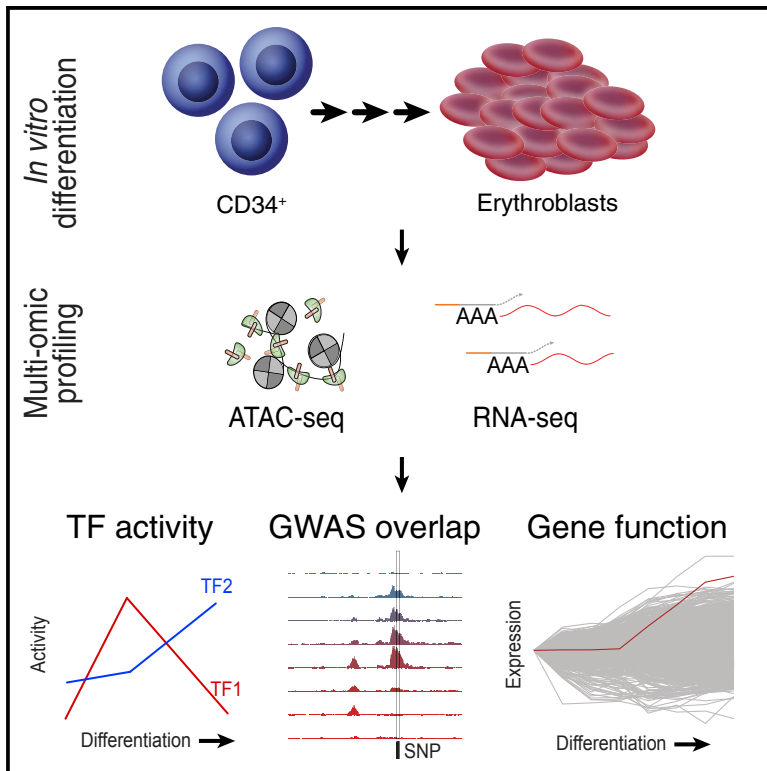 In vitro
differentiation
CD34+
Erythroblasts
Multi-omic
profiling
AAA
AAA
ATAC-seq
RNA-seq
TF activity
GWAS overlap
Gene function
Activity
TF2
TF1
Differentiation
SNP
Expression
Differentiation